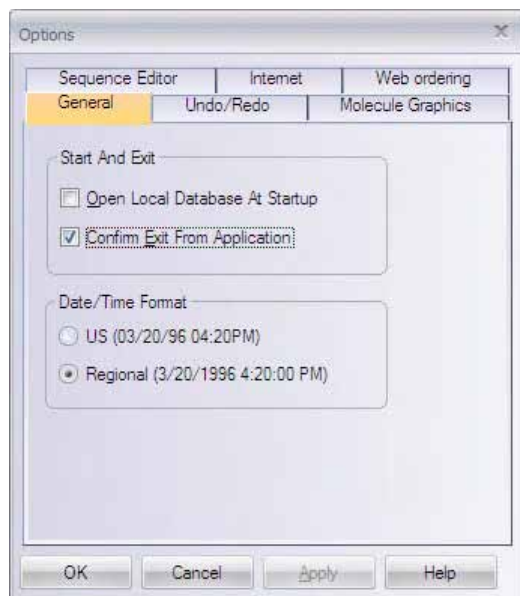 Options
Sequence Editor Internet Web ordering
General Undo/Redo Molecule Graphics
Start And Exit
Open Local Database At Startup
Confirm Exit From Application
Date/Time Format
US (03/20/96 04:20PM)
Regional (3/20/1996 4:20:00 PM)
OK Cancel Apply Help